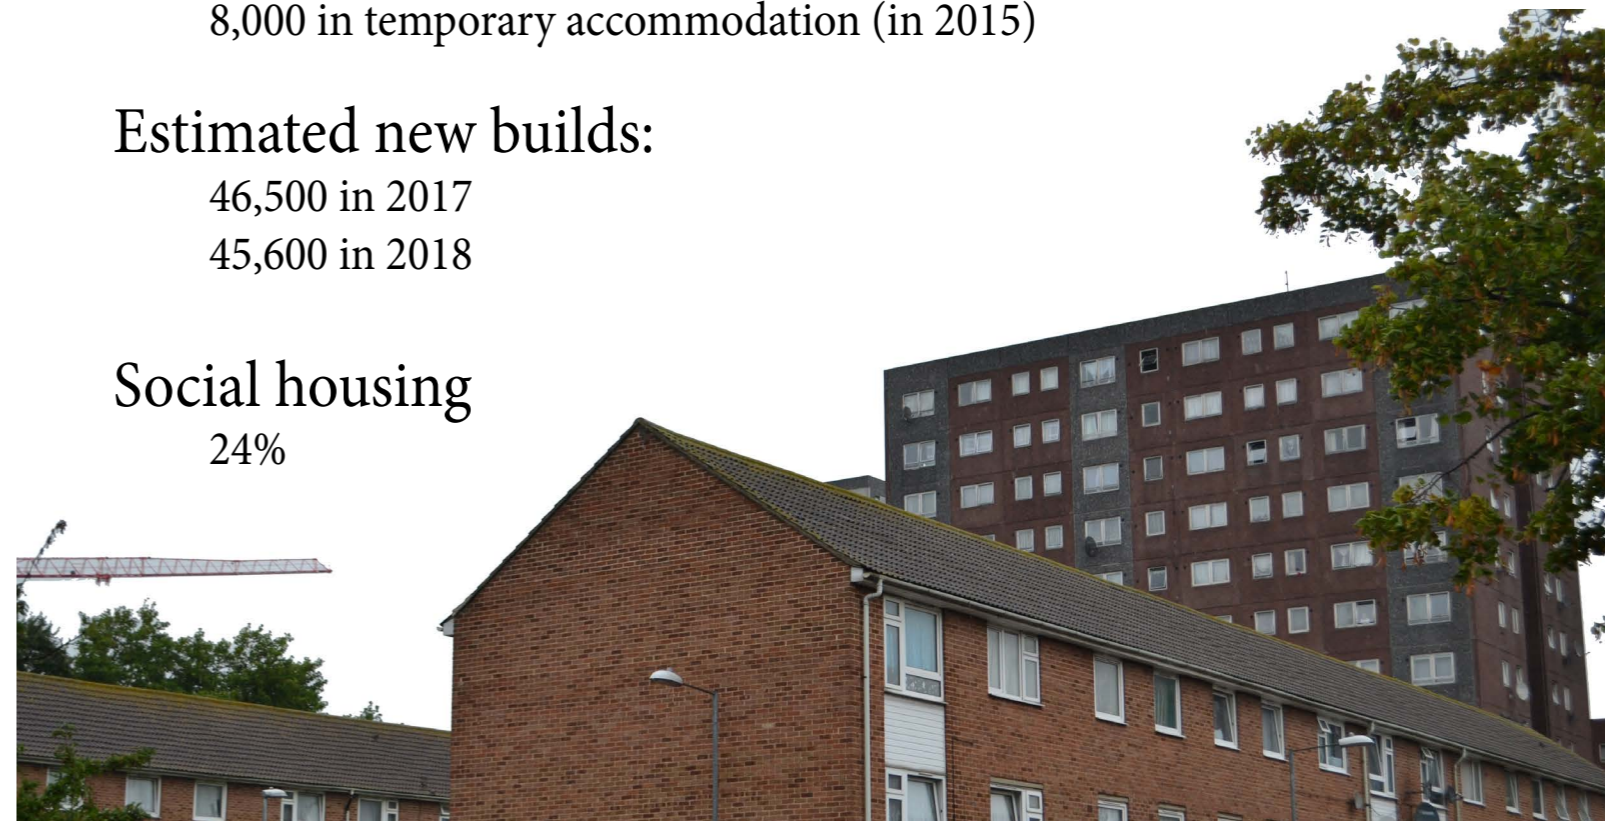 8,000 in temporary accommodation (in 2015)
Estimated new builds:
46,500 in 2017
45,600 in 2018
Social housing
24%